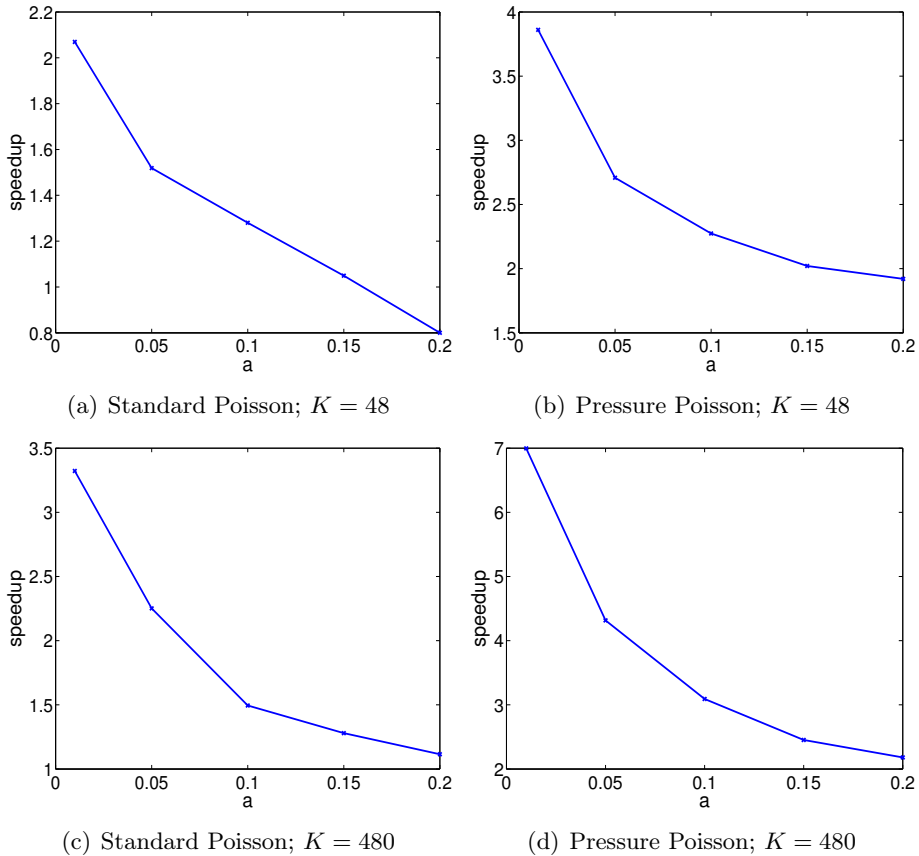 2.2
2
1.8
1.6
1.4
1.2
1
0.8
speedup
0 0.05 0.1 0.15 0.2
a
(a) Standard Poisson; K = 48
4
3.5
3
2.5
2
1.5
speedup
0 0.05 0.1 0.15 0.2
a
(b) Pressure Poisson; K = 48
3.5
3
2.5
2
1.5
1
speedup
0 0.05 0.1 0.15 0.2
a
(c) Standard Poisson; K = 480
7
6
5
4
3
2
speedup
0 0.05 0.1 0.15 0.2
a
(d) Pressure Poisson; K = 480